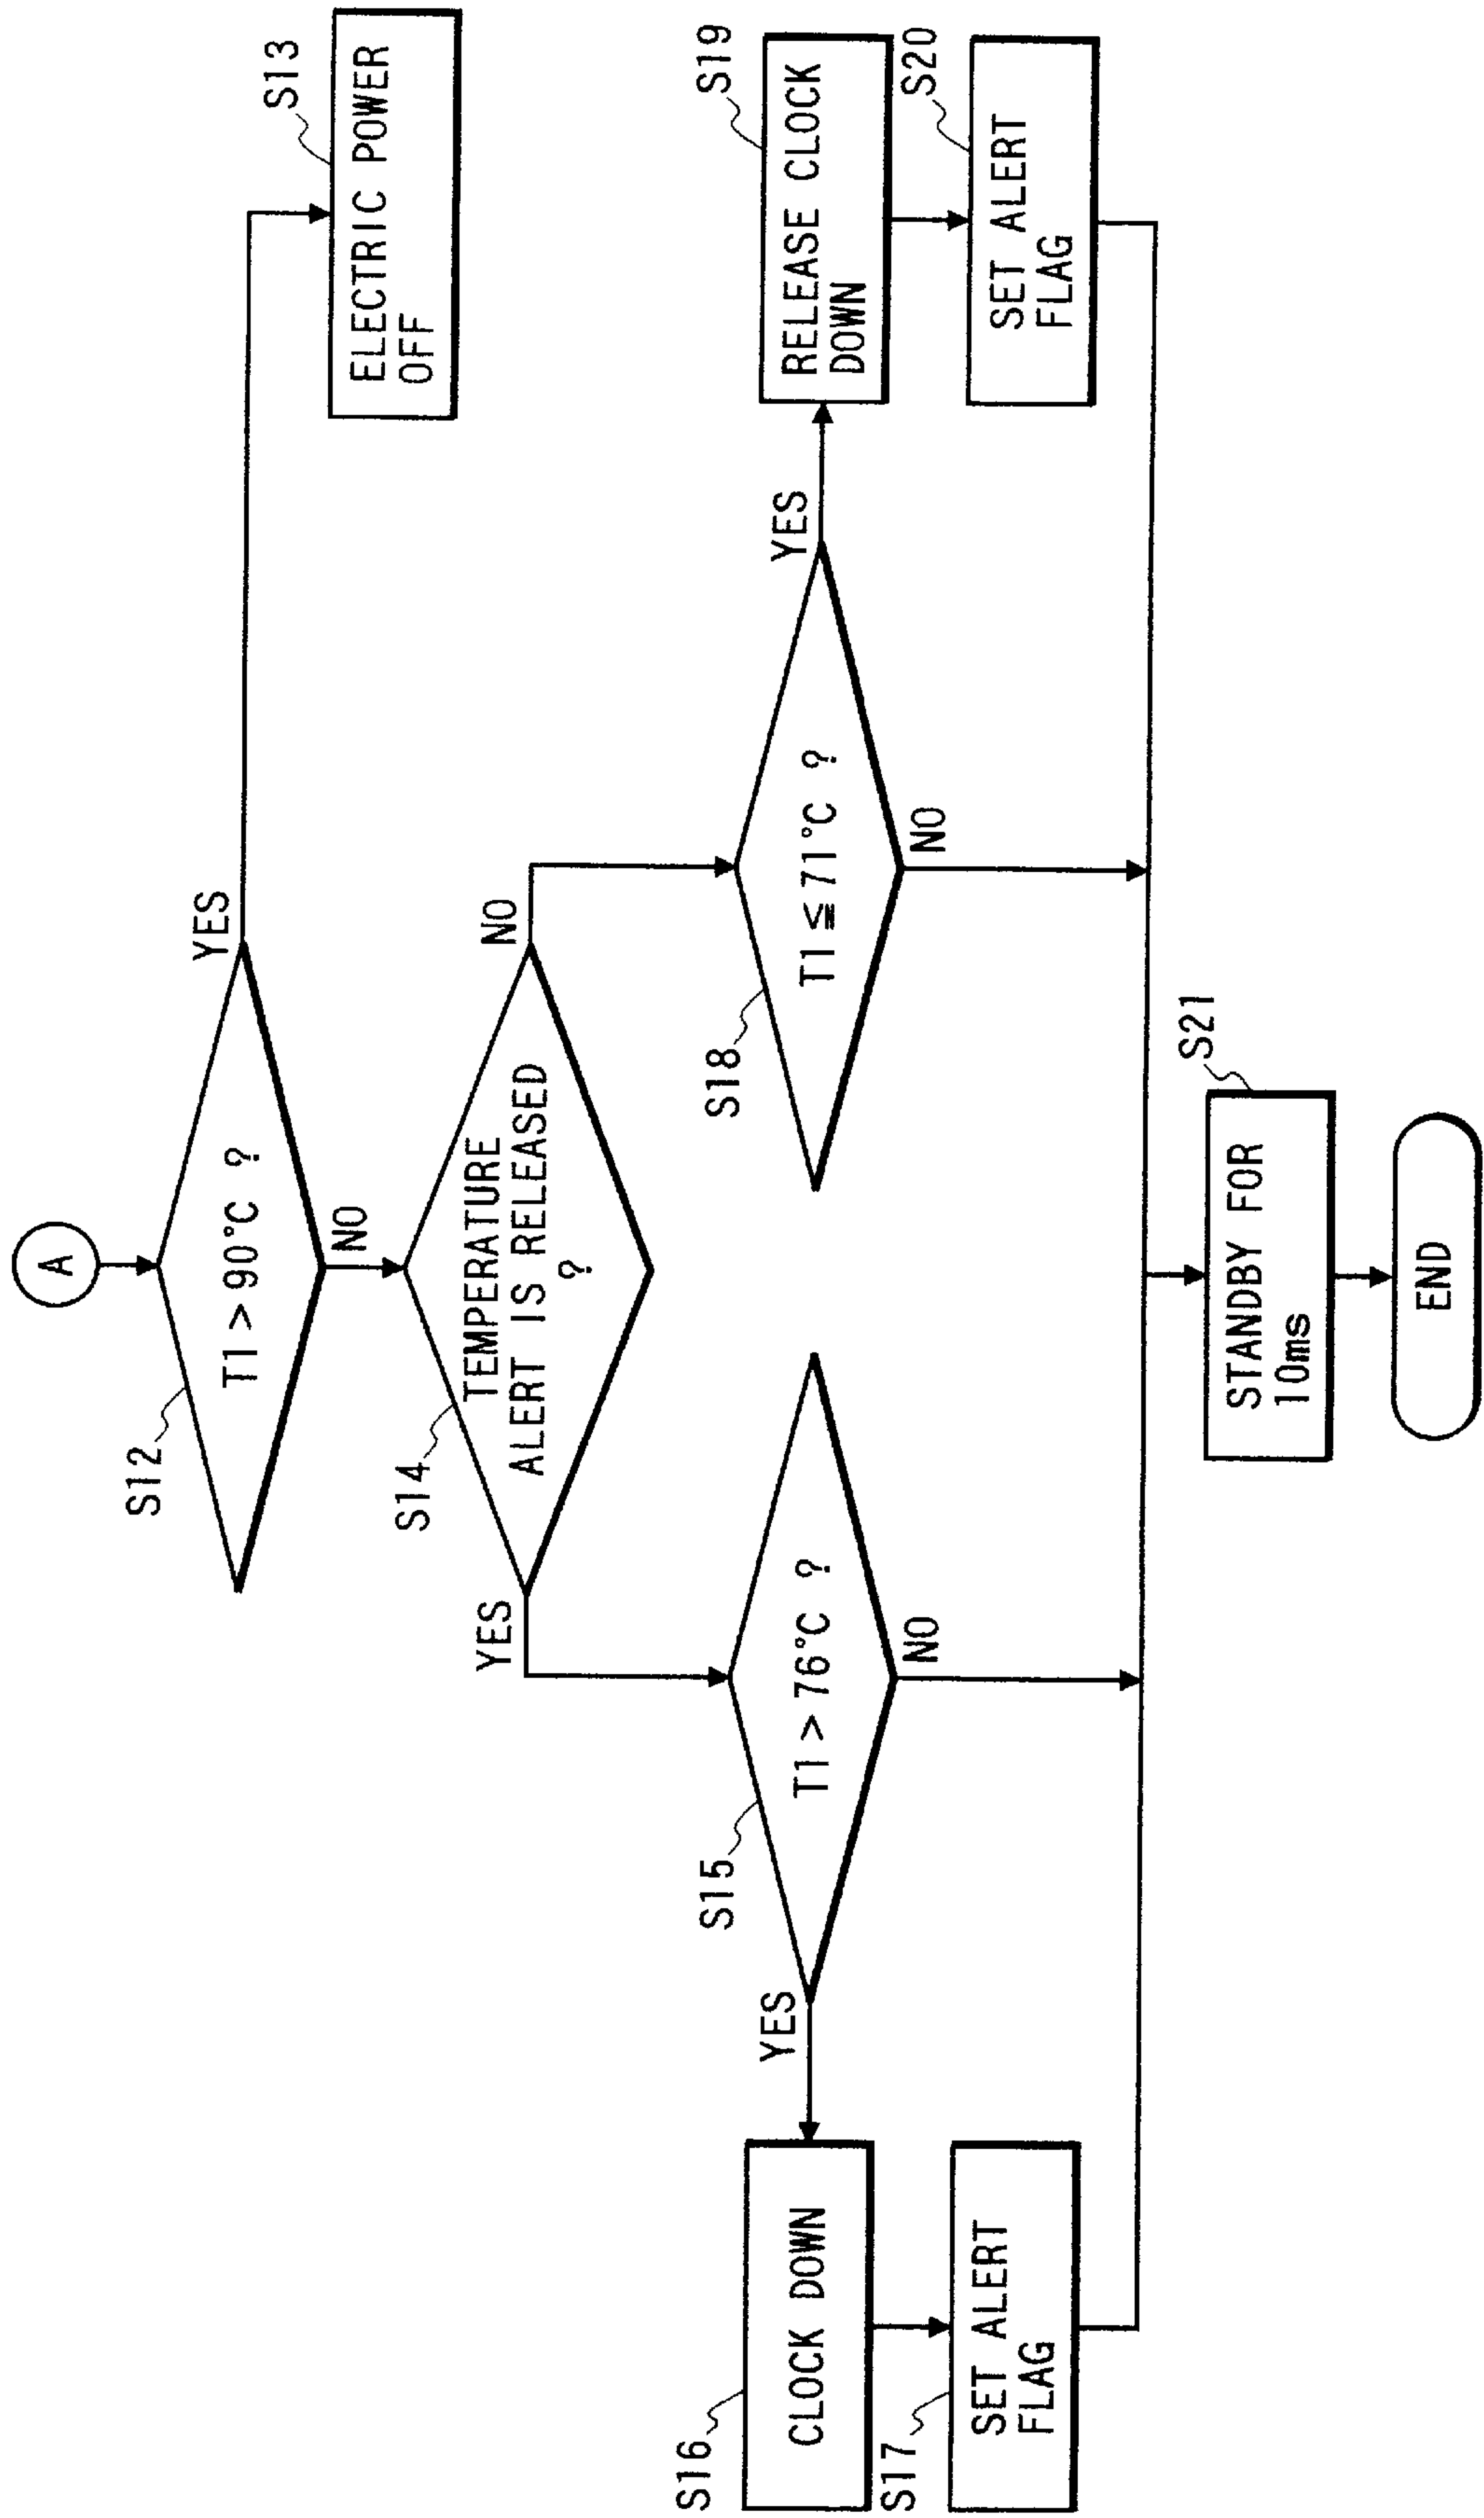 A
S12
T1 > 90°C ?
YES
NO
S13
ELECTRIC POWER
OFF
S14
TEMPERATURE
ALERT IS RELEASED
?
YES
NO
S15
T1 > 76°C ?
YES
NO
S16
CLOCK DOWN
S17
SET ALERT
FLAG
S18
T1 ≦ 71°C ?
YES
NO
S19
RELEASE CLOCK
DOWN
S20
SET ALERT
FLAG
S21
STANDBY FOR
10ms
END